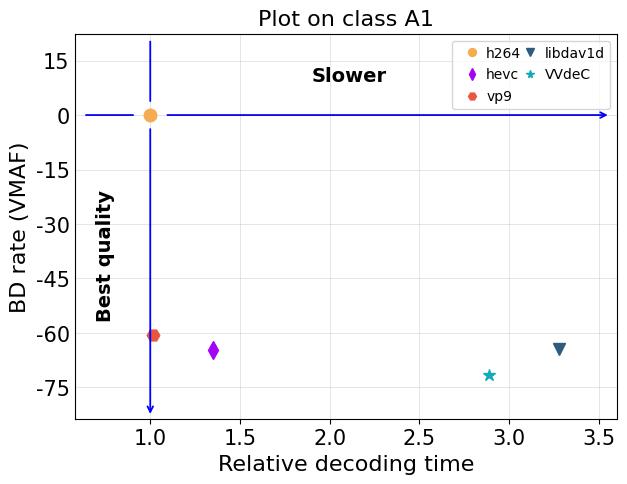 Plot on class A1
h264
hevc
vp9
libdav1d
VVdeC
Slower
Best quality
BD rate (VMAF)
15
0
-15
-30
-45
-60
-75
1.0 1.5 2.0 2.5 3.0 3.5
Relative decoding time